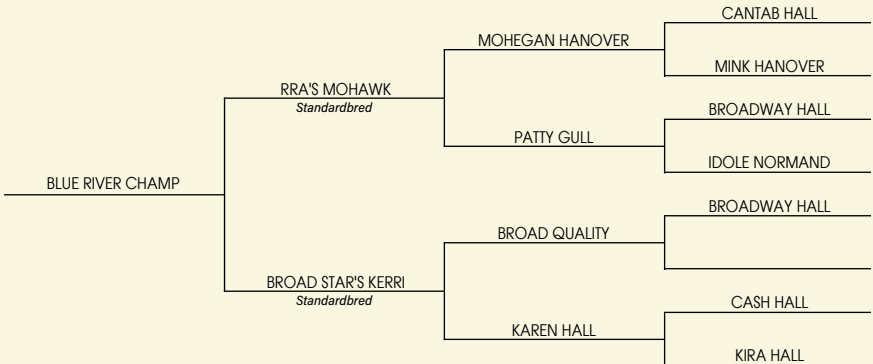 CANTAB HALL
MOHEGAN HANOVER
MINK HANOVER
RRA'S MOHAWK
Standardbred
BROADWAY HALL
PATTY GULL
IDOLE NORMAND
BLUE RIVER CHAMP
BROADWAY HALL
BROAD QUALITY
BROAD STAR'S KERRI
Standardbred
CASH HALL
KAREN HALL
KIRA HALL